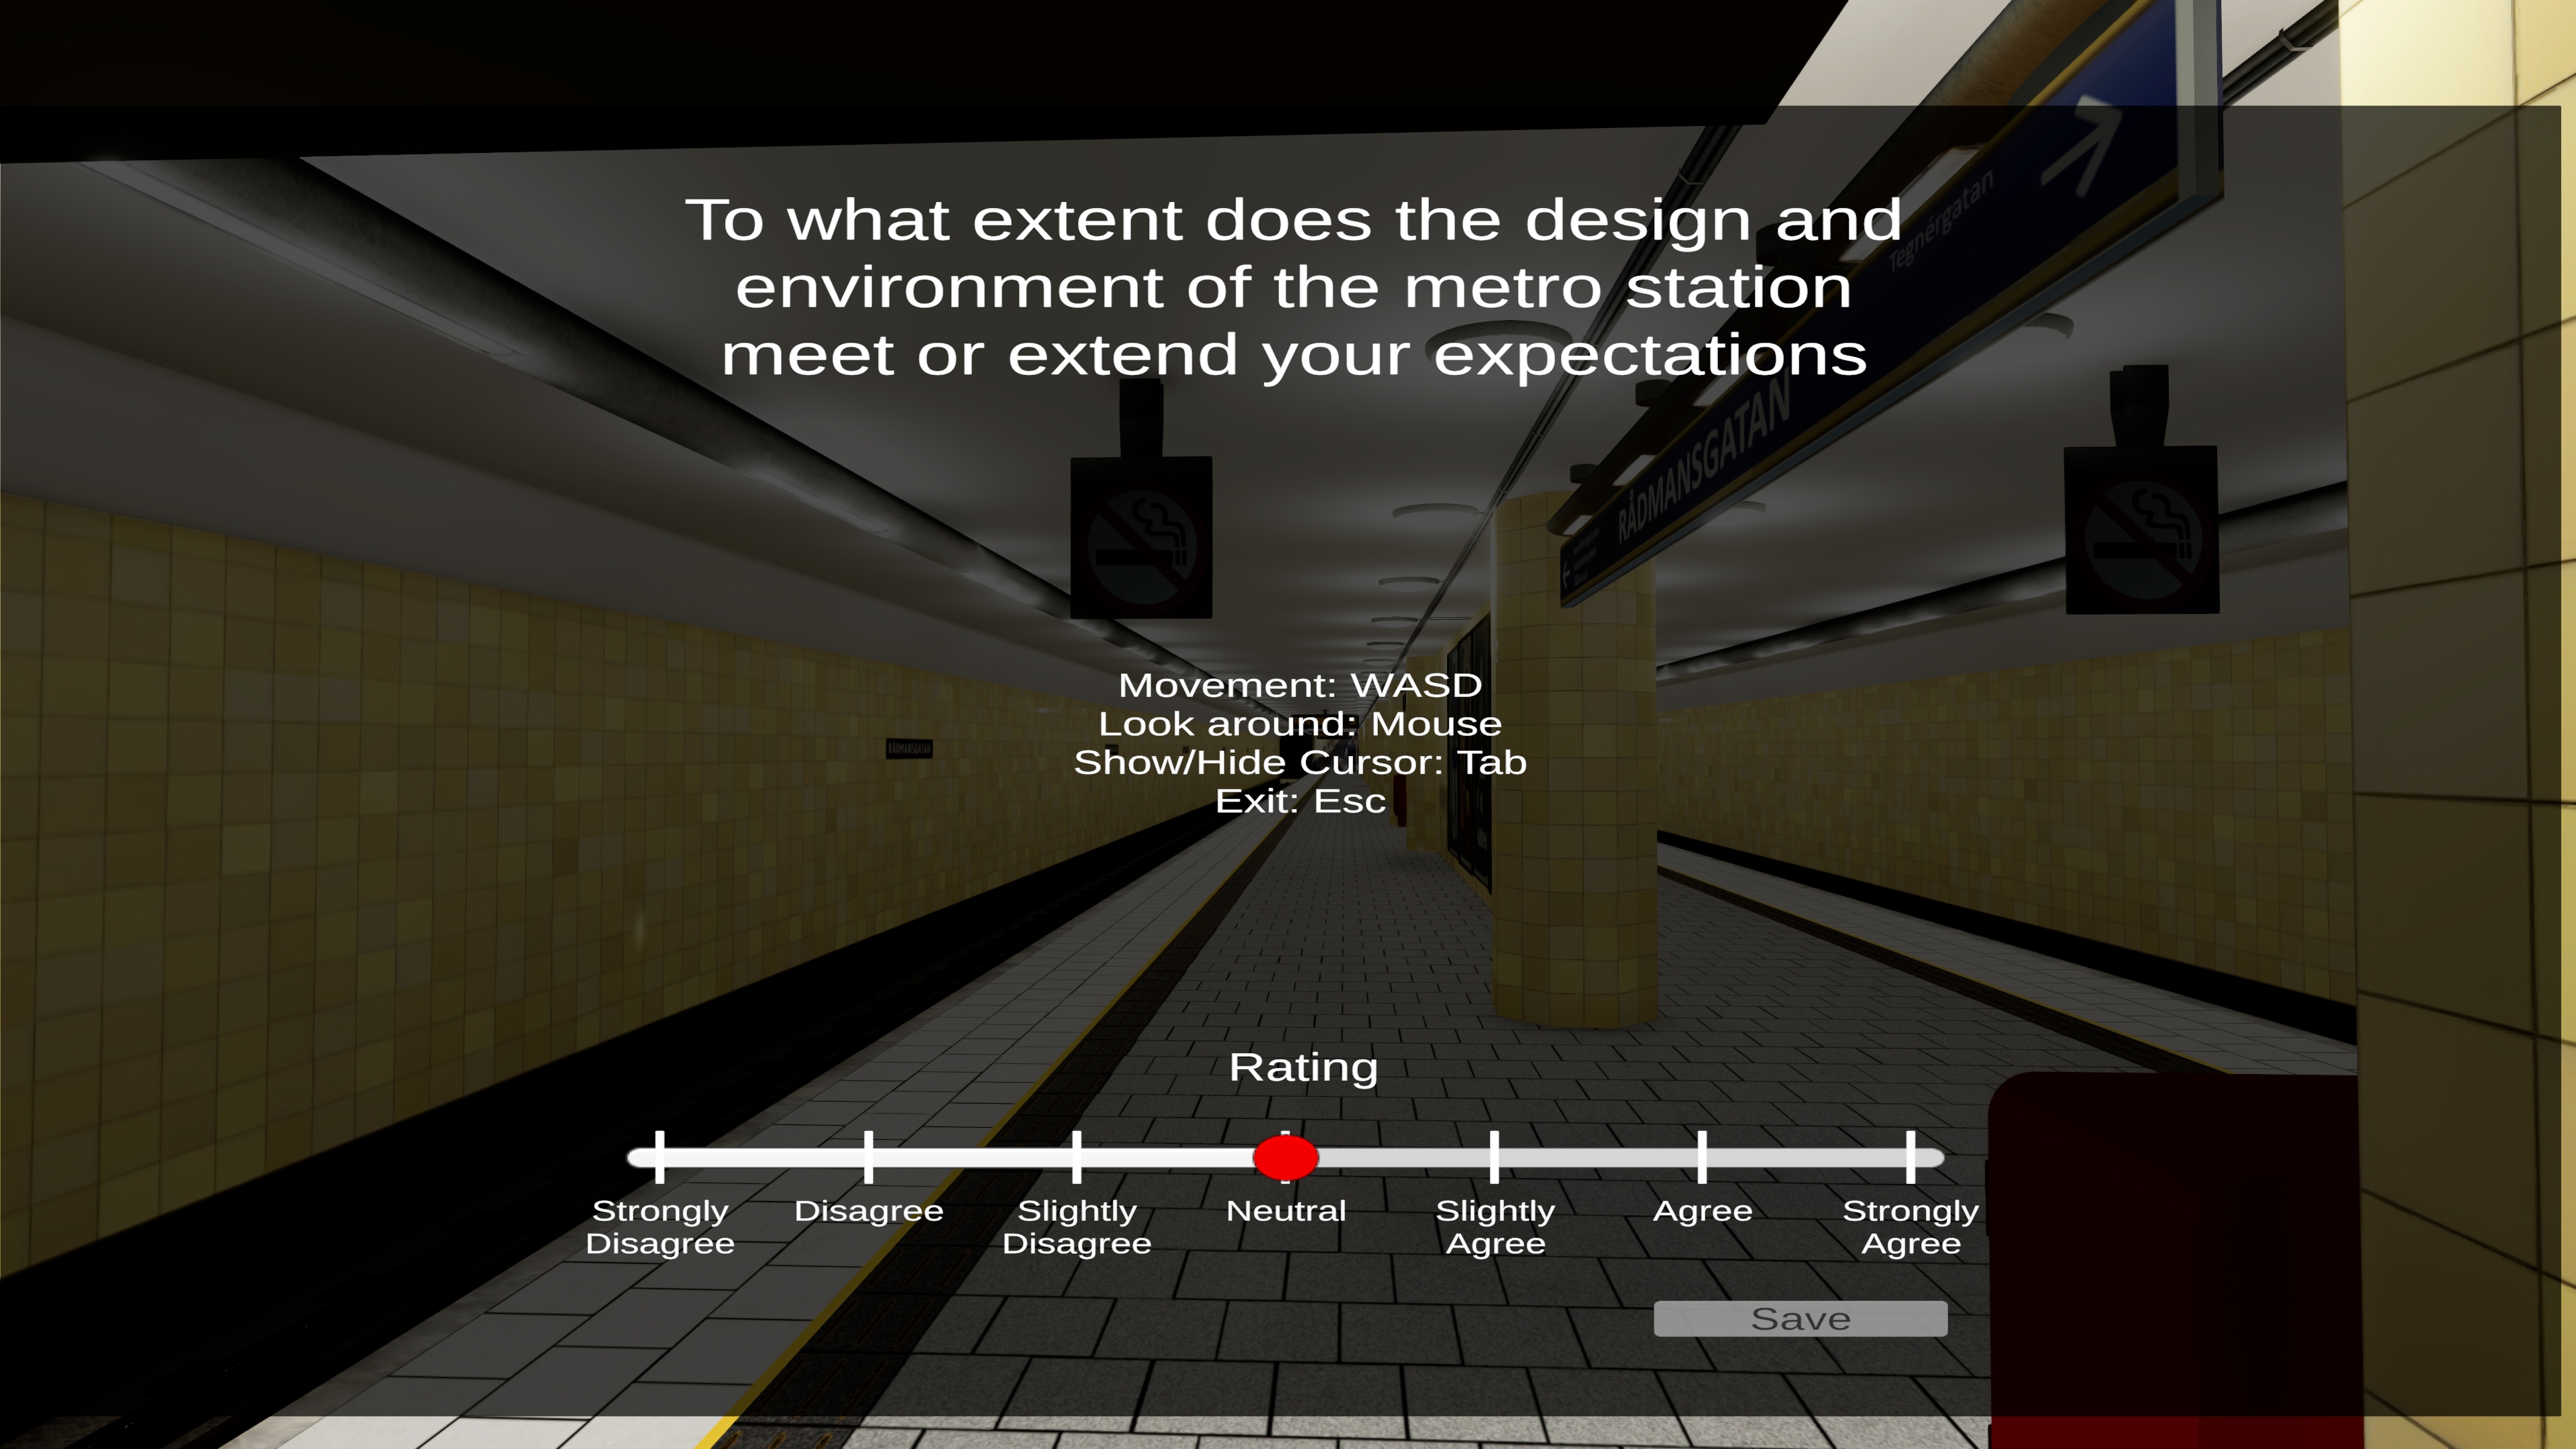 Tegnérgatan
To what extent does the design and
environment of the metro station
meet or extend your expectations
RÅDMANSGATAN
Movement: WASD
Look around: Mouse
RÅDMANSGATAN
Show/Hide Cursor: Tab
Exit: Esc
Rating
Strongly Disagree
Disagree
Slightly Disagree
Neutral
Slightly Agree
Agree
Strongly Agree
Save